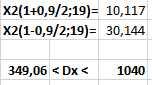 X2(1+0,9/2;19)= 10,117
X2(1-0,9/2;19)= 30,144
349,06 < Dx < 1040